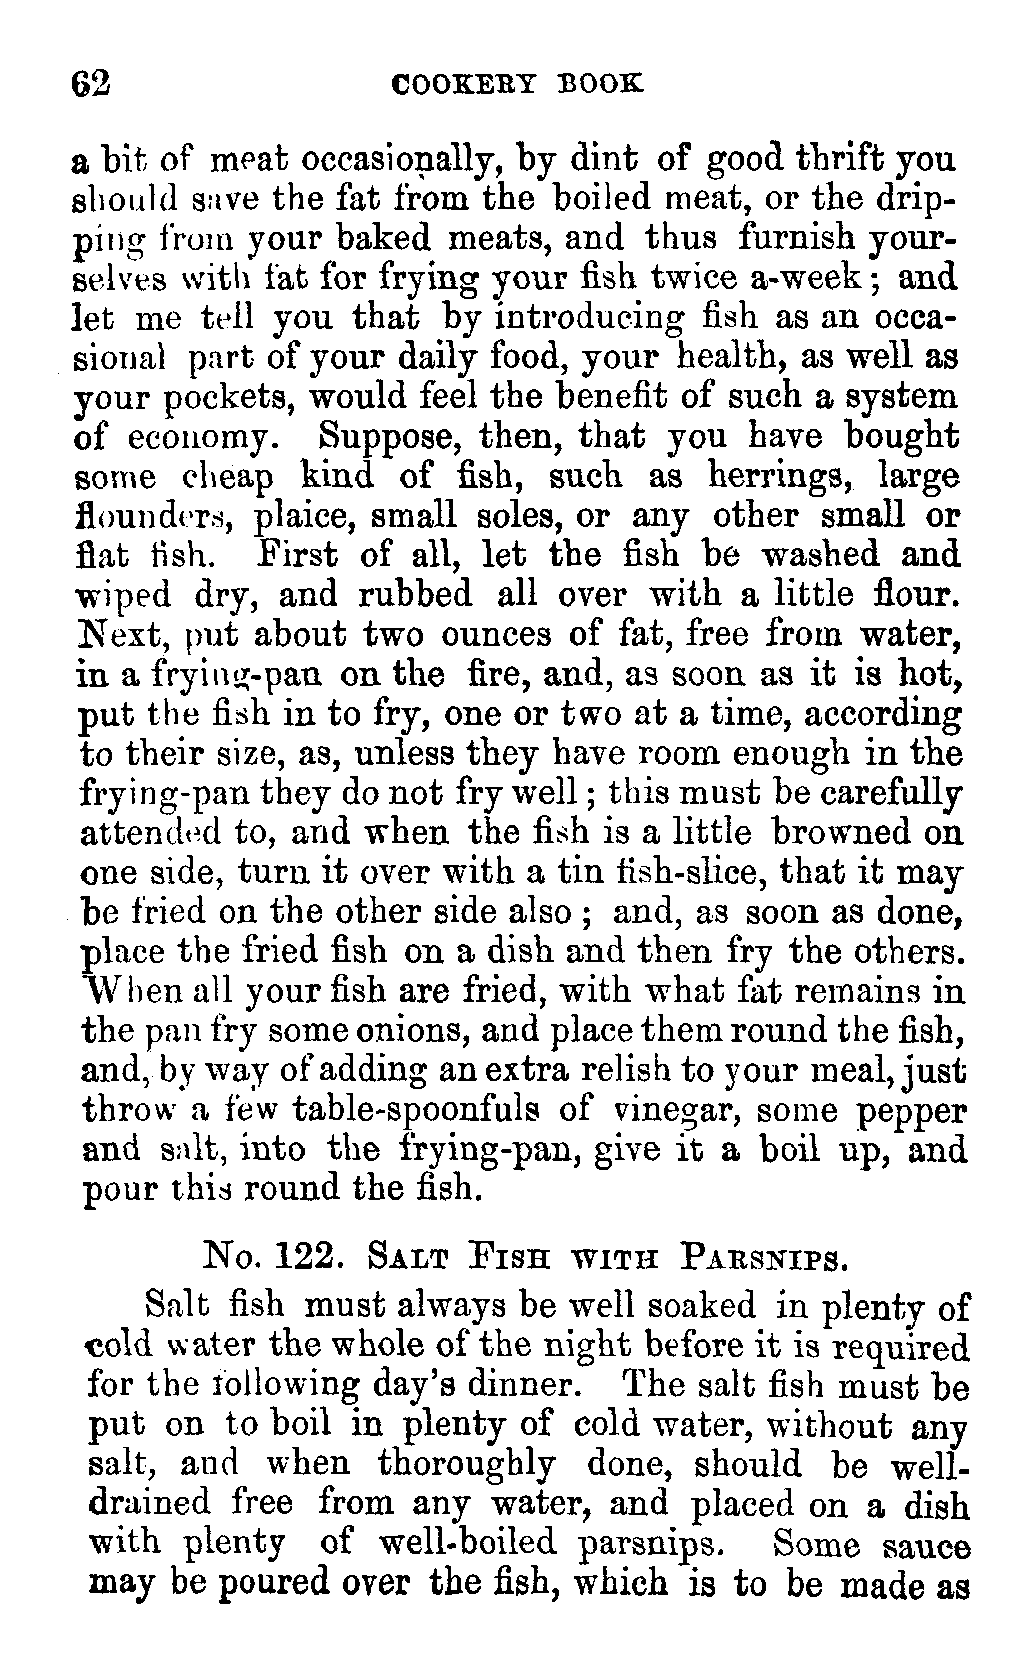 62 COOKERY BOOK
a bit of meat occasionally, by dint of good thrift you
should save the fat from the boiled meat, or the drip-
ping from your baked meats, and thus furnish your-
selves with fat for frying your fish twice a-week; and
let me tell you that by introducing fish as an occa-
sional part of your daily food, your health, as well as
your pockets, would feel the benefit of such a system
of economy. Suppose, then, that you have bought
some cheap kind of fish, such as herrings, large
flounders, plaice, small soles, or any other small or
flat fish. First of all, let the fish be washed and
wiped dry, and rubbed all over with a little flour.
Next, put about two ounces of fat, free from water,
in a frying-pan on the fire, and, as soon as it is hot,
put the fish in to fry, one or two at a time, according
to their size, as, unless they have room enough in the
frying-pan they do not fry well; this must be carefully
attended to, and when the fish is a little browned on
one side, turn it over with a tin fish-slice, that it may
be fried on the other side also; and, as soon as done,
place the fried fish on a dish and then fry the others.
When all your fish are fried, with what fat remains in
the pan fry some onions, and place them round the fish,
and, by way of adding an extra relish to your meal, just
throw a few table-spoonfuls of vinegar, some pepper
and salt, into the frying-pan, give it a boil up, and
pour this round the fish.
No. 122. Salt Fish with Parsnips.
Salt fish must always be well soaked in plenty of
cold water the whole of the night before it is required
for the following day's dinner. The salt fish must be
put on to boil in plenty of cold water, without any
salt, and when thoroughly done, should be well-
drained free from any water, and placed on a dish
with plenty of well-boiled parsnips. Some sauce
may be poured over the fish, which is to be made as